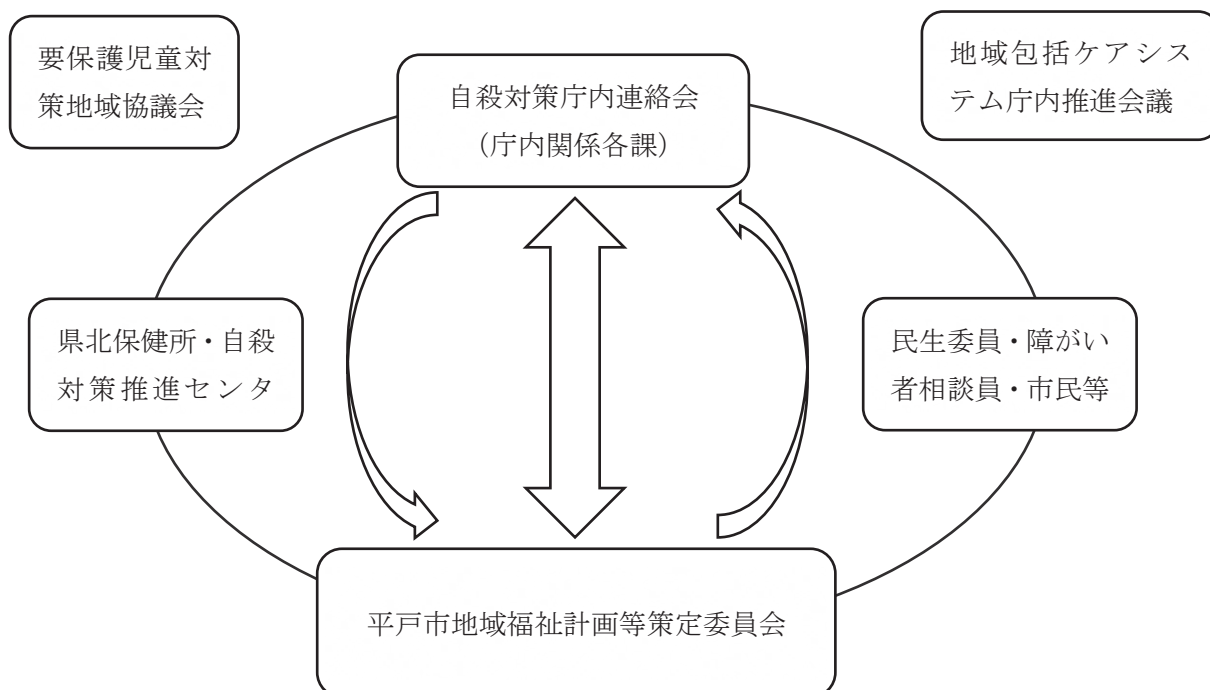 要保護児童対
策地域協議会
地域包括ケアシス
テム庁内推進会議
自殺対策庁内連絡会
（庁内関係各課）
県北保健所・自殺
対策推進センタ
民生委員・障がい
者相談員・市民等
平戸市地域福祉計画等策定委員会